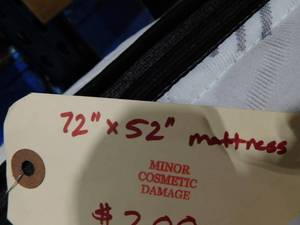 72" x 52" mattress
MINOR
COSMETIC
DAMAGE